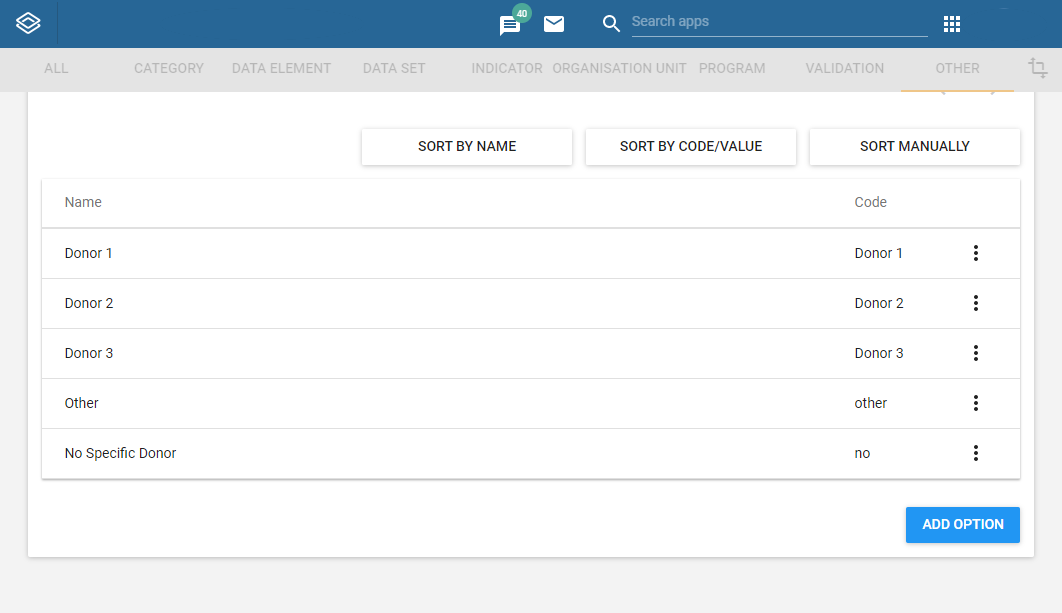 40
Search apps
ALL CATEGORY DATA ELEMENT DATA SET INDICATOR ORGANISATION UNIT PROGRAM VALIDATION OTHER
SORT BY NAME SORT BY CODE/VALUE SORT MANUALLY
Name Code
Donor 1 Donor 1
Donor 2 Donor 2
Donor 3 Donor 3
Other other
No Specific Donor no
ADD OPTION